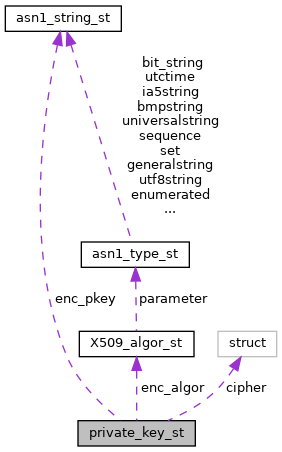 asn1_string_st
bit_string
utctime
ia5string
bmpstring
universalstring
sequence
set
generalstring
utf8string
enumerated
...
asn1_type_st
enc_pkey
parameter
X509_algor_st
struct
enc_algor
cipher
private_key_st